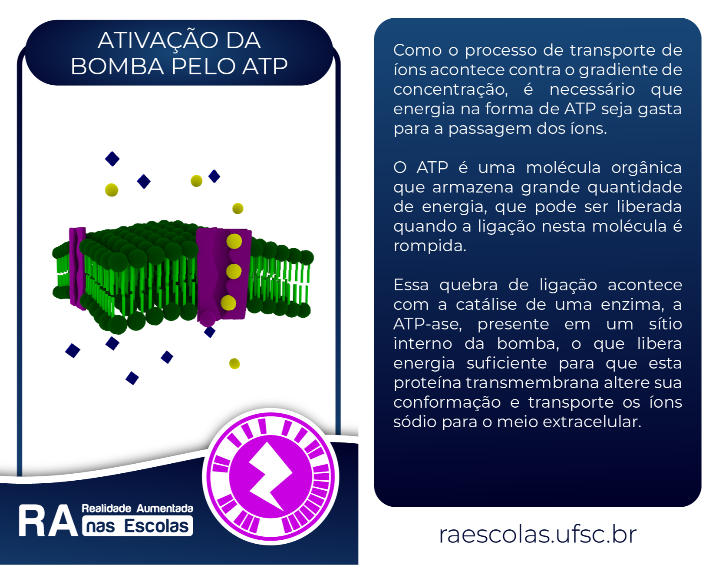 ATIVAÇÃO DA
BOMBA PELO ATP
RA Realidade Aumentada
nas Escolas
Como o processo de transporte de
íons acontece contra o gradiente de
concentração, é necessário que
energia na forma de ATP seja gasta
para a passagem dos íons.
O ATP é uma molécula orgânica
que armazena grande quantidade
de energia, que pode ser liberada
quando a ligação nesta molécula é
rompida.
Essa quebra de ligação acontece
com a catálise de uma enzima, a
ATP-ase, presente em um sítio
interno da bomba, o que libera
energia suficiente para que esta
proteína transmembrana altere sua
conformação e transporte os íons
sódio para o meio extracelular.
raescolas.ufsc.br